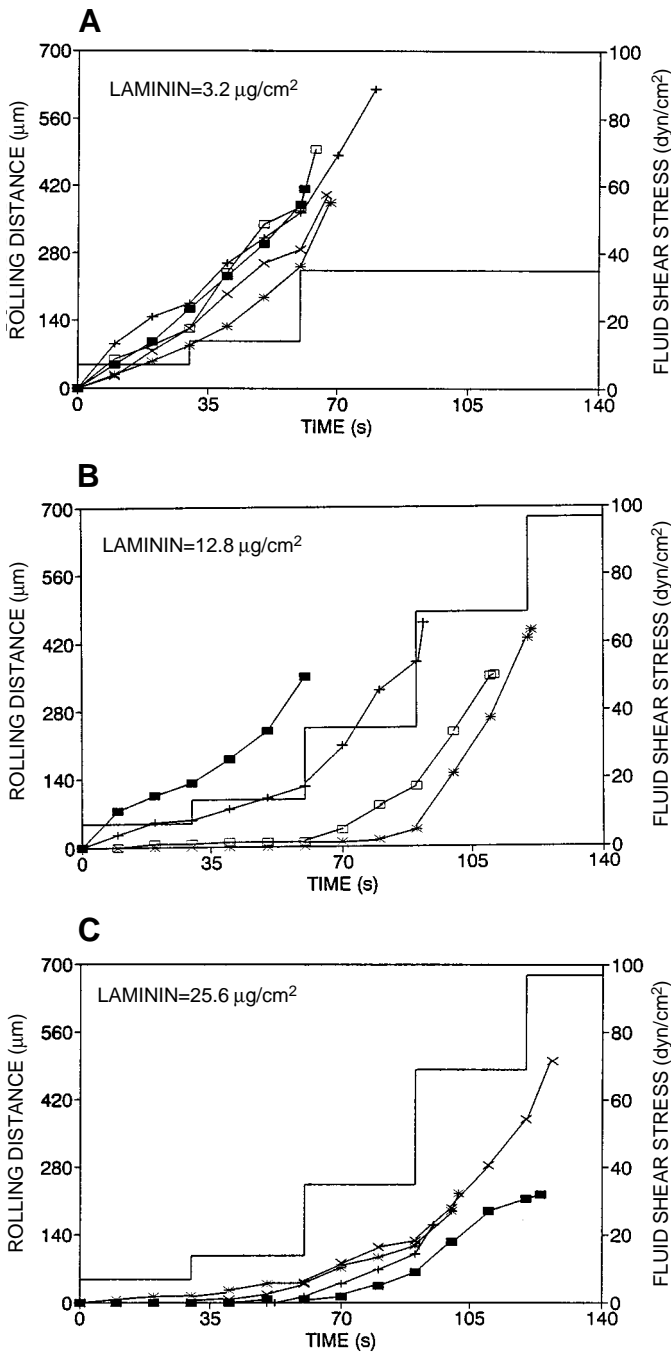 A
LAMININ=3.2 µg/cm²
ROLLING DISTANCE (µm)
700
560
420
280
140
0
FLUID SHEAR STRESS (dyn/cm²)
100
80
60
40
20
0
0 35 70 105 140
TIME (s)
B
LAMININ=12.8 µg/cm²
ROLLING DISTANCE (µm)
700
560
420
280
140
0
FLUID SHEAR STRESS (dyn/cm²)
100
80
60
40
20
0
0 35 70 105 140
TIME (s)
C
LAMININ=25.6 µg/cm²
ROLLING DISTANCE (µm)
700
560
420
280
140
0
FLUID SHEAR STRESS (dyn/cm²)
100
80
60
40
20
0
0 35 70 105 140
TIME (s)